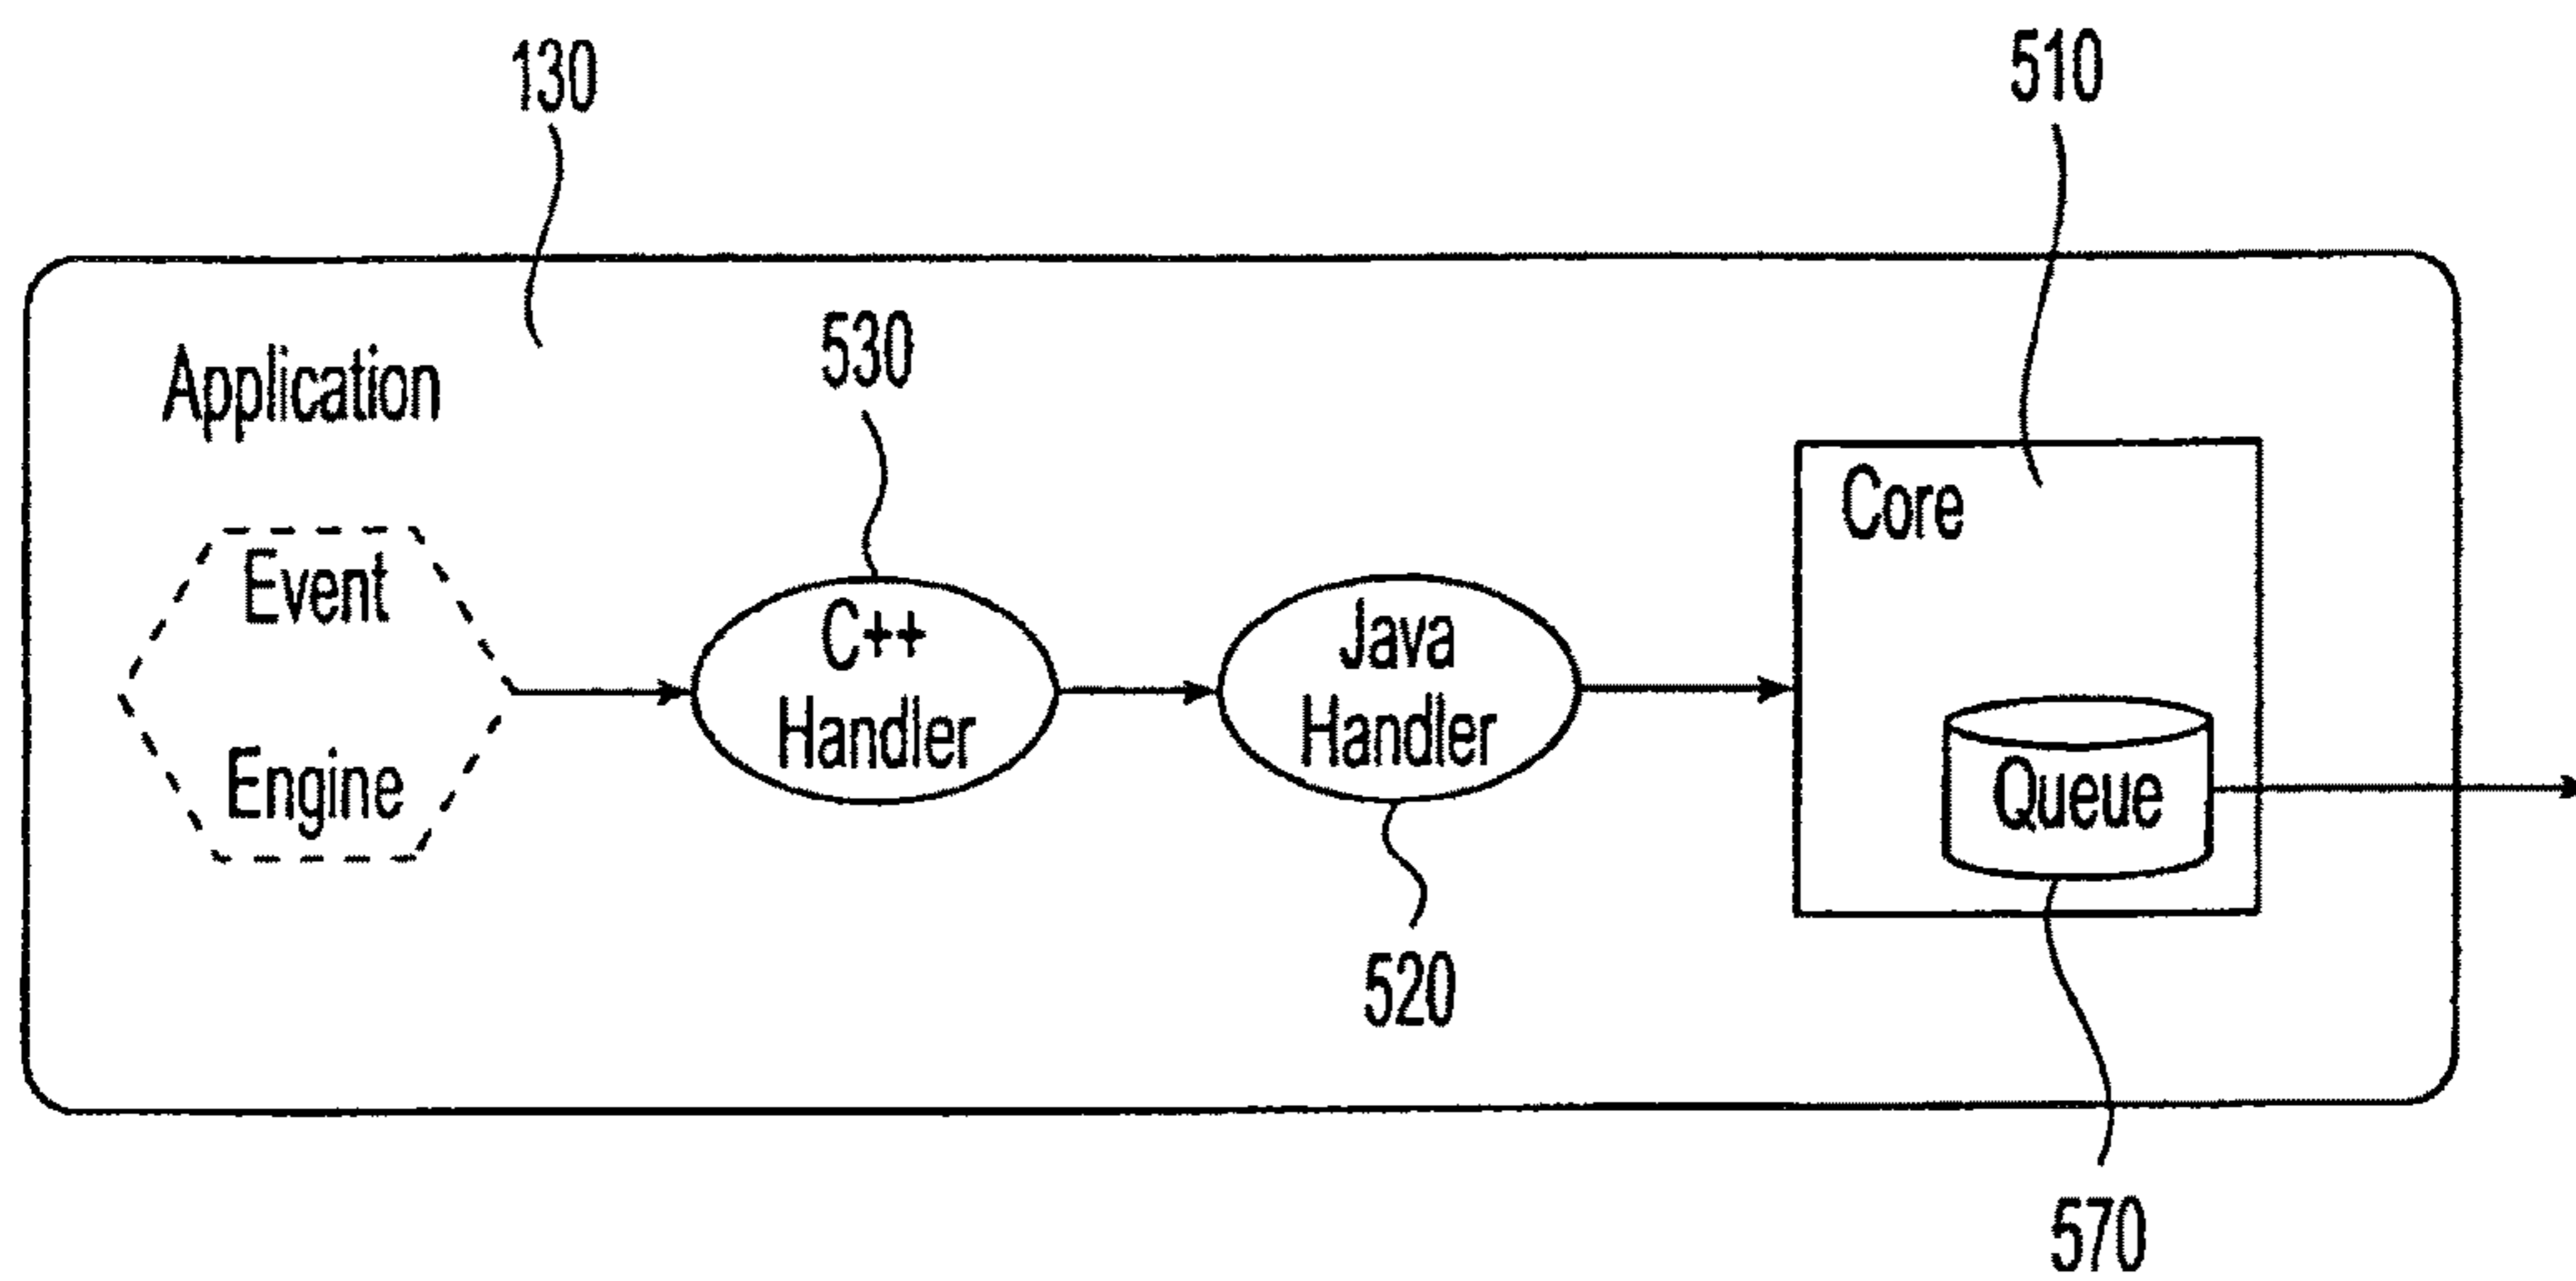 130
510
Application
530
Event
Engine
C++
Handler
Java
Handler
Core
Queue
520
570